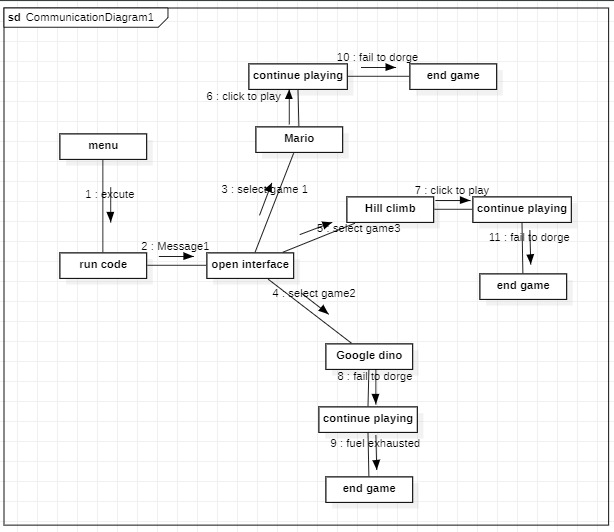 sd CommunicationDiagram1
10 : fail to dorge
continue playing
end game
6 : click to play
Mario
menu
3 : select game 1
7 : click to play
1 : excute
Hill climb
continue playing
5 : select game3
11 : fail to dorge
2 : Message1
run code
open interface
end game
4 : select game2
Google dino
8 : fail to dorge
continue playing
9 : fuel exhausted
end game